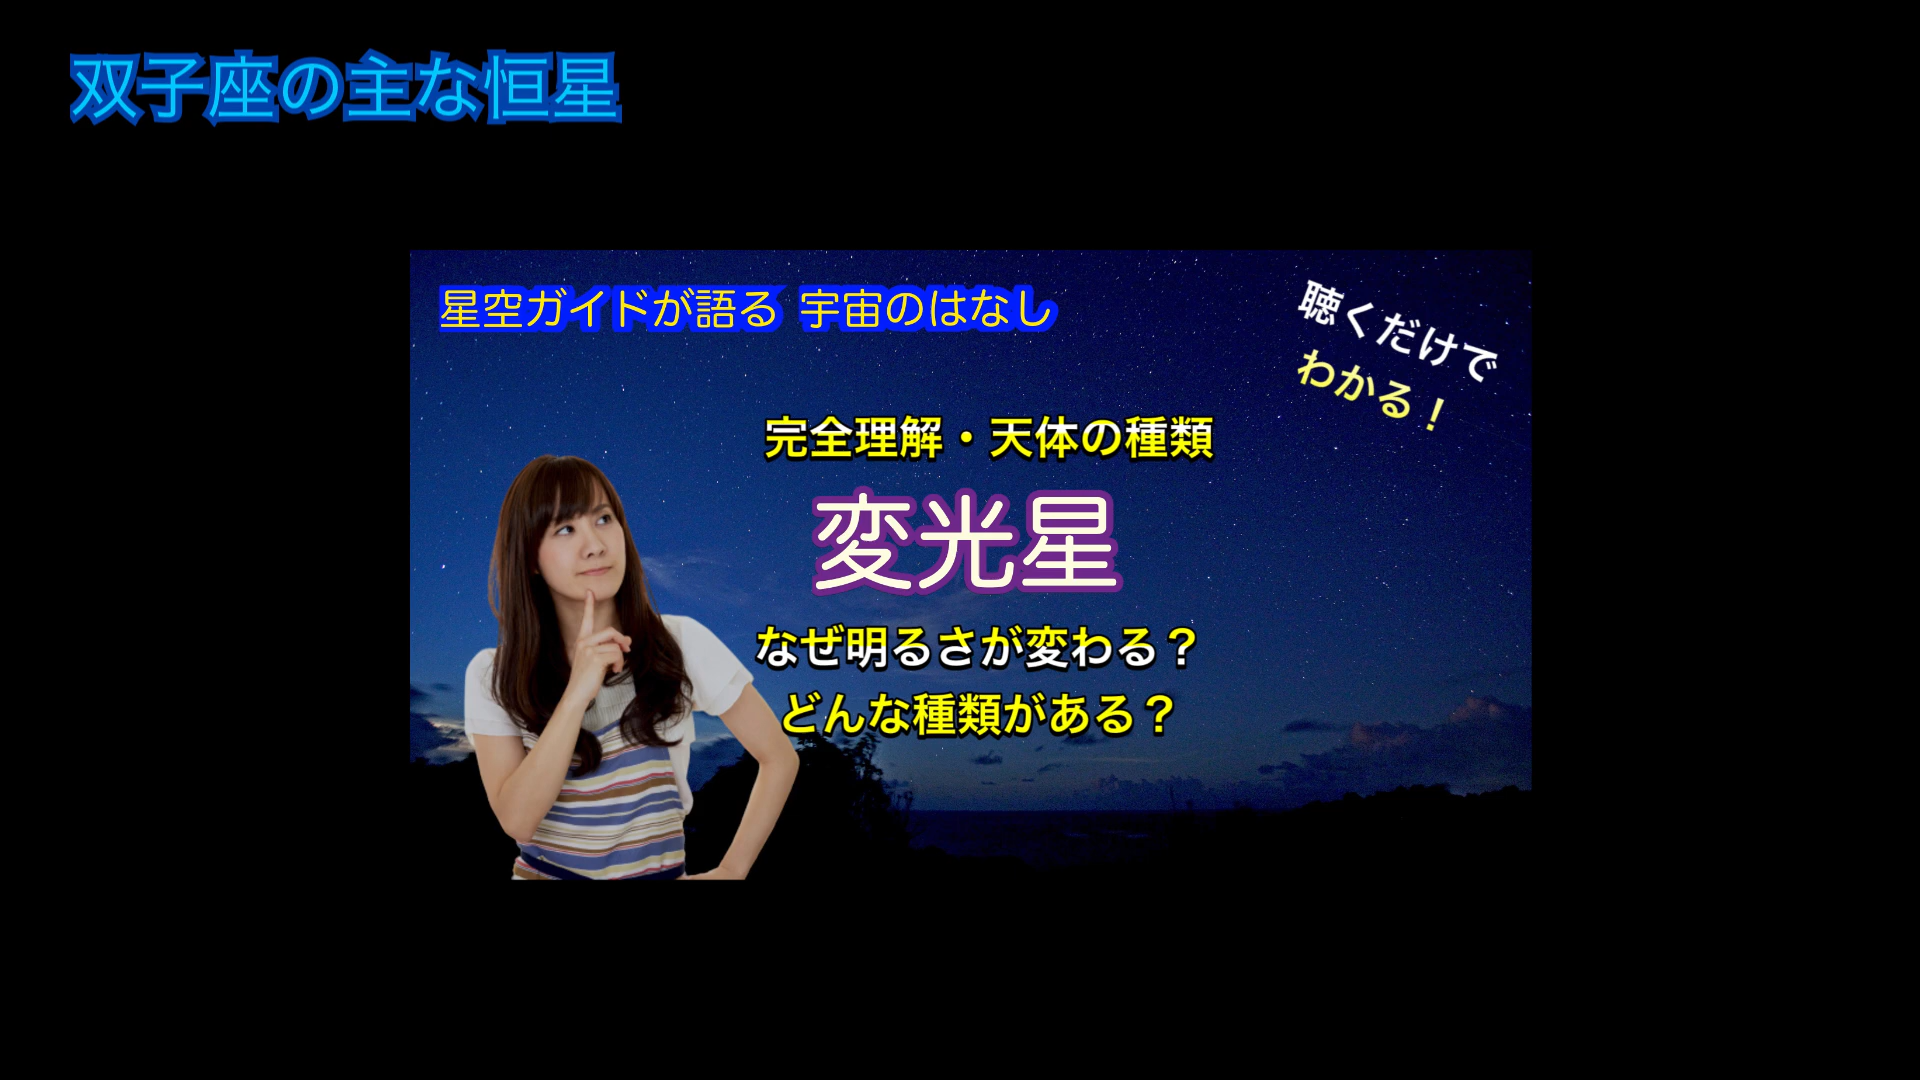 双子座の主な恒星
星空ガイドが語る 宇宙のはなし
聴くだけで
わかる！
完全理解・天体の種類
変光星
なぜ明るさが変わる？
どんな種類がある？